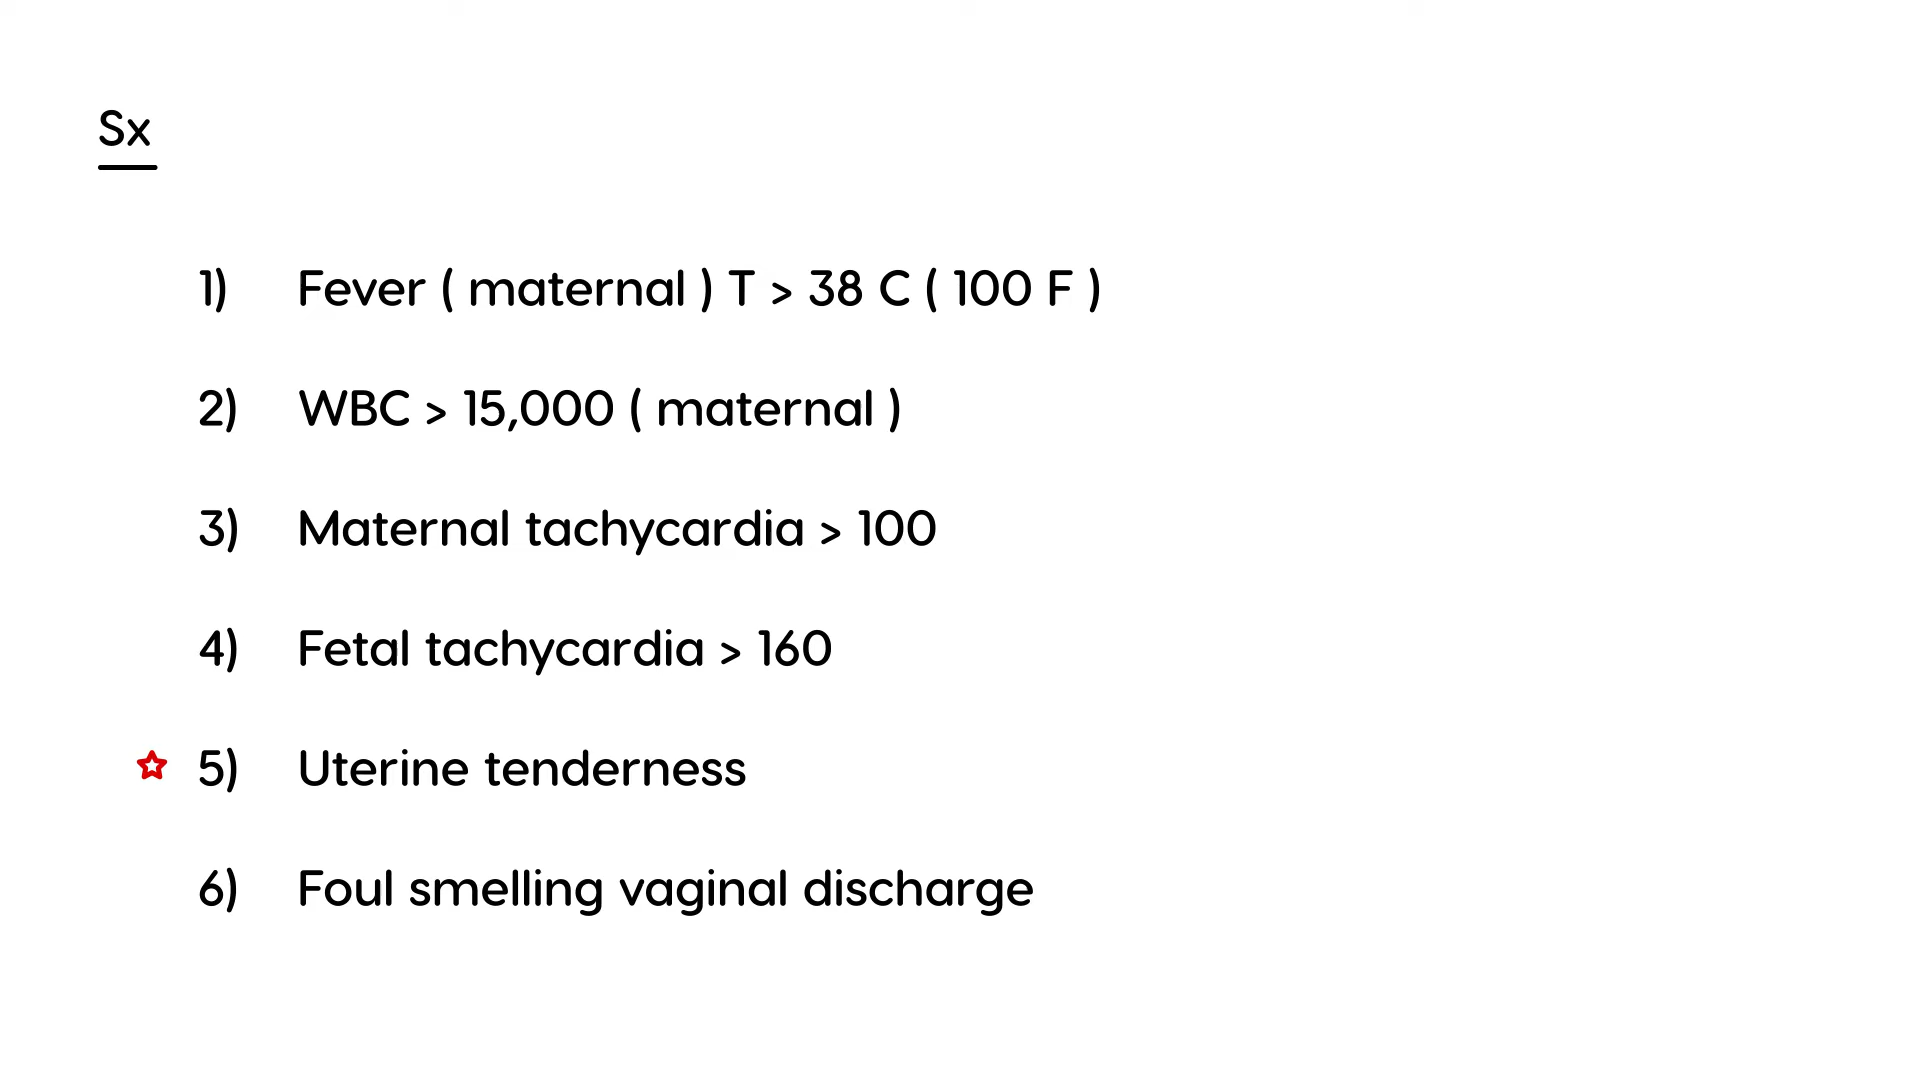 Sx
1) Fever ( maternal ) T > 38 C ( 100 F )
2) WBC > 15,000 ( maternal )
3) Maternal tachycardia > 100
4) Fetal tachycardia > 160
5) Uterine tenderness
6) Foul smelling vaginal discharge